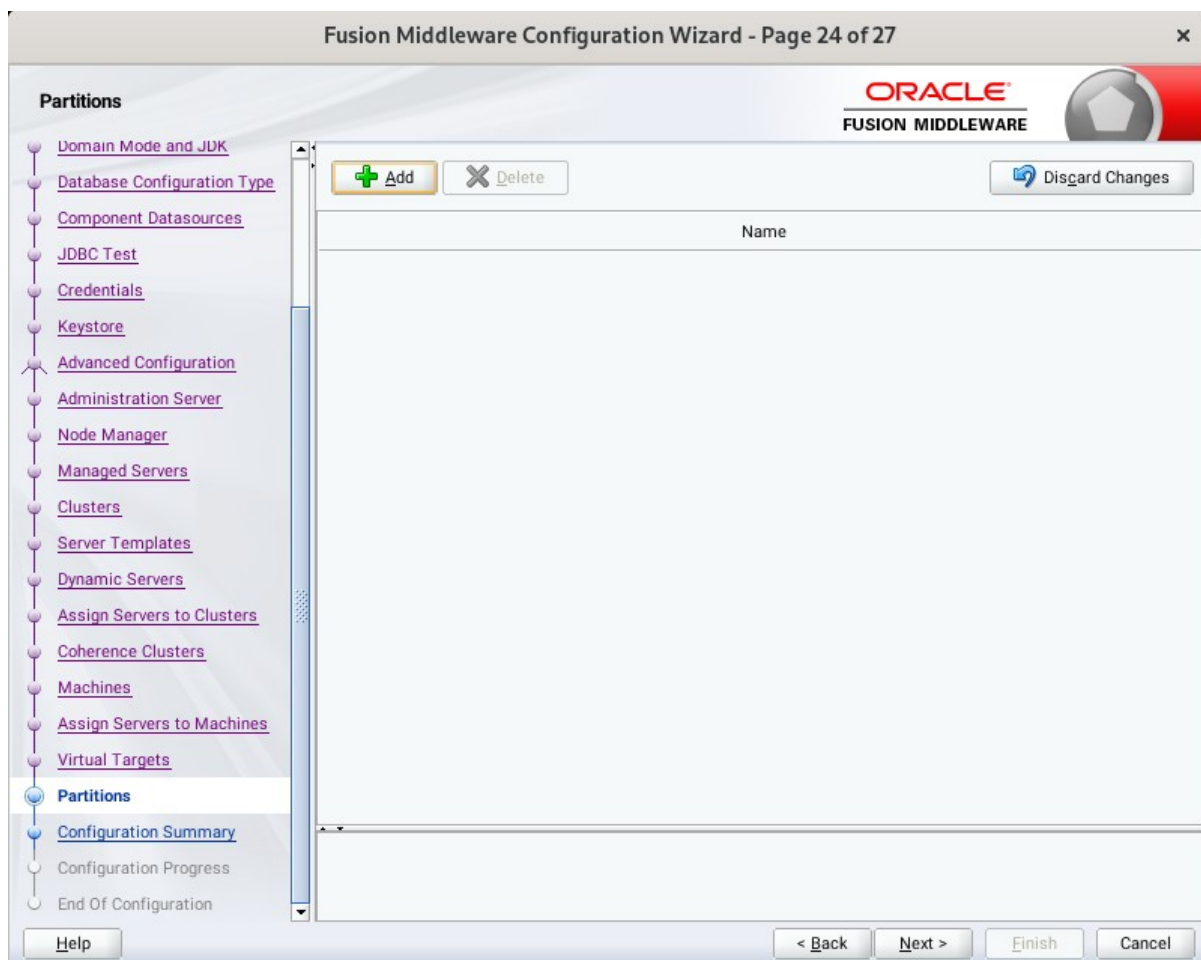 Fusion Middleware Configuration Wizard - Page 24 of 27
×
Partitions
ORACLE
FUSION MIDDLEWARE
Domain Mode and JDK
Database Configuration Type
Component Datasources
JDBC Test
Credentials
Keystore
Advanced Configuration
Administration Server
Node Manager
Managed Servers
Clusters
Server Templates
Dynamic Servers
Assign Servers to Clusters
Coherence Clusters
Machines
Assign Servers to Machines
Virtual Targets
Partitions
Configuration Summary
Configuration Progress
End Of Configuration
Add
Delete
Discard Changes
Name
Help
< Back
Next >
Finish
Cancel